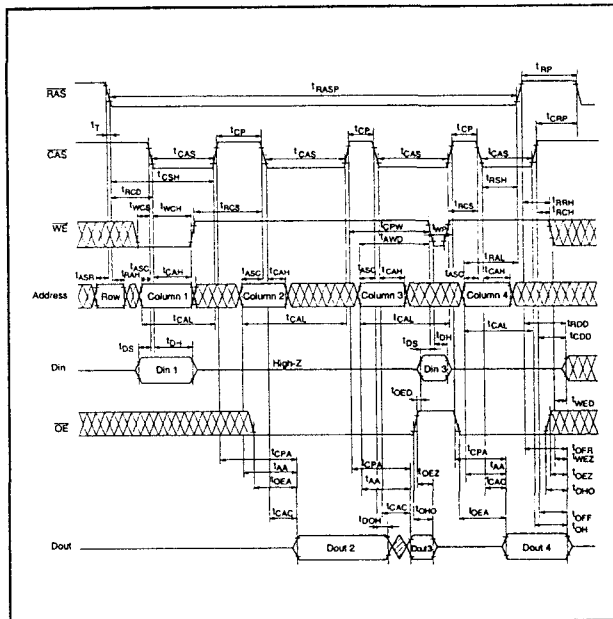 tRP
RAS
tRASP
tT
tCRP
tCP
tCP
tCP
CAS
tCAS
tCAS
tCAS
tCAS
tCSH
tRCD
tRSH
tWCS
tWCH
tRCS
tRCS
tRRH
tRCH
WE
tCPW
tWP
tAWD
tRAL
tASR
tRAH
tASC
tCAH
tASC
tCAH
tASC
tCAH
tASC
tCAH
Address
Row
Column 1
Column 2
Column 3
Column 4
tCAL
tCAL
tCAL
tCAL
tRDD
tCDD
tDS
tDH
tDS
tDH
Din
Din 1
High-Z
Din 3
tOED
tWED
OE
tCPA
tAA
tOEA
tCAC
tCPA
tAA
tCAC
tDOH
tOEZ
tOHO
tCPA
tAA
tCAC
tOEA
tOFR
tWEZ
tOEZ
tOHO
tOFF
tOH
Dout
Dout 2
Dout 3
Dout 4